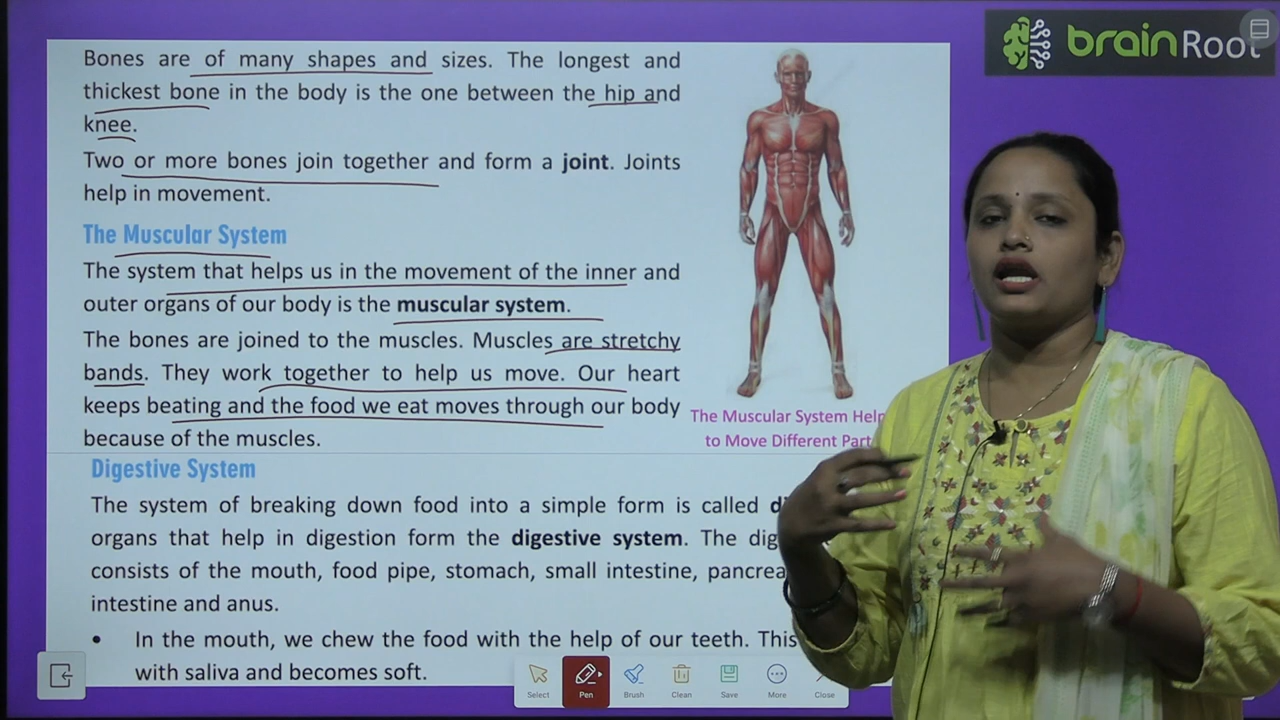 Bones are of many shapes and sizes. The longest and
thickest bone in the body is the one between the hip and
knee.
Two or more bones join together and form a joint. Joints
help in movement.
The Muscular System
The system that helps us in the movement of the inner and
outer organs of our body is the muscular system.
The bones are joined to the muscles. Muscles are stretchy
bands. They work together to help us move. Our heart
keeps beating and the food we eat moves through our body
because of the muscles.
The Muscular System
to Move Different
Digestive System
The system of breaking down food into a simple form is called
organs that help in digestion form the digestive system. The
consists of the mouth, food pipe, stomach, small intestine,
intestine and anus.
• In the mouth, we chew the food with the help of our teeth. This
with saliva and becomes soft.
brainRoot
Select
Pen
Brush
Clean
Save
More
Close